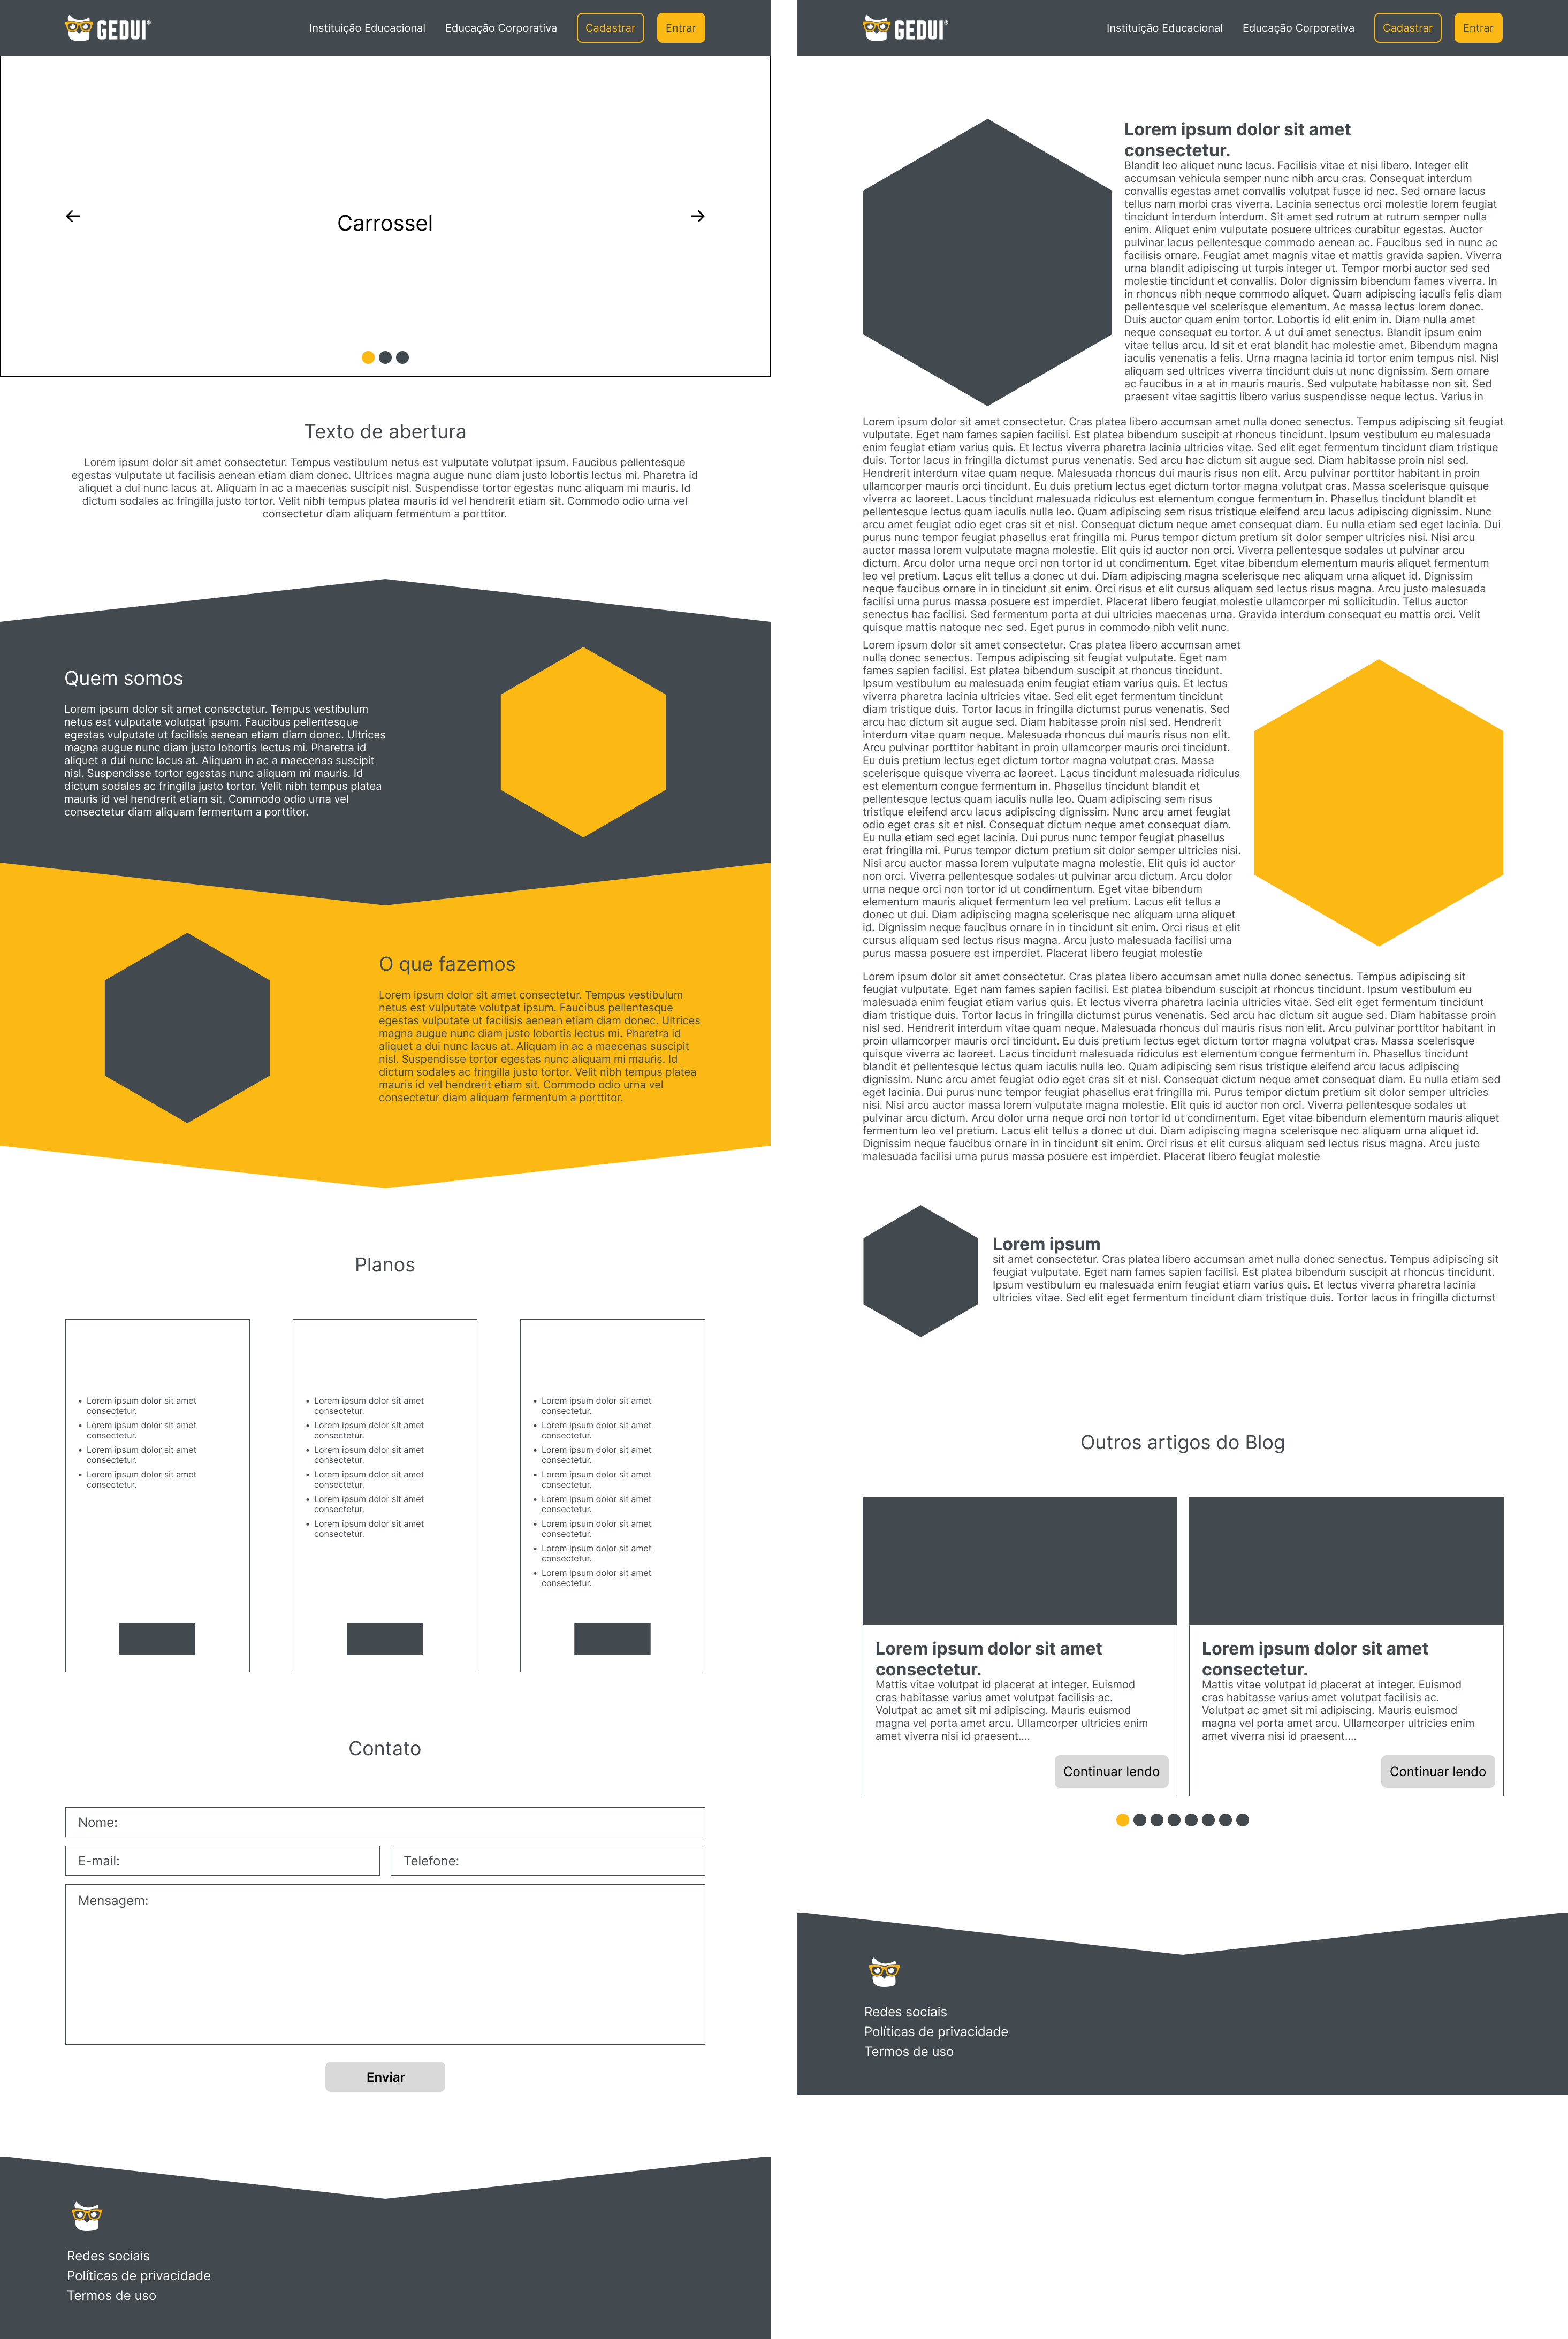 GEDUI®
Instituição Educacional
Educação Corporativa
Cadastrar
Entrar
Carrossel
Texto de abertura
Lorem ipsum dolor sit amet consectetur. Tempus vestibulum netus est vulputate volutpat ipsum. Faucibus pellentesque
egestas vulputate ut facilisis aenean etiam diam donec. Ultrices magna augue nunc diam justo lobortis lectus mi. Pharetra id
aliquet a dui nunc lacus at. Aliquam in ac a maecenas suscipit nisl. Suspendisse tortor egestas nunc aliquam mi mauris. Id
dictum sodales ac fringilla justo tortor. Velit nibh tempus platea mauris id vel hendrerit etiam sit. Commodo odio urna vel
consectetur diam aliquam fermentum a porttitor.
Quem somos
Lorem ipsum dolor sit amet consectetur. Tempus vestibulum
netus est vulputate volutpat ipsum. Faucibus pellentesque
egestas vulputate ut facilisis aenean etiam diam donec. Ultrices
magna augue nunc diam justo lobortis lectus mi. Pharetra id
aliquet a dui nunc lacus at. Aliquam in ac a maecenas suscipit
nisl. Suspendisse tortor egestas nunc aliquam mi mauris. Id
dictum sodales ac fringilla justo tortor. Velit nibh tempus platea
mauris id vel hendrerit etiam sit. Commodo odio urna vel
consectetur diam aliquam fermentum a porttitor.
O que fazemos
Lorem ipsum dolor sit amet consectetur. Tempus vestibulum
netus est vulputate volutpat ipsum. Faucibus pellentesque
egestas vulputate ut facilisis aenean etiam diam donec. Ultrices
magna augue nunc diam justo lobortis lectus mi. Pharetra id
aliquet a dui nunc lacus at. Aliquam in ac a maecenas suscipit
nisl. Suspendisse tortor egestas nunc aliquam mi mauris. Id
dictum sodales ac fringilla justo tortor. Velit nibh tempus platea
mauris id vel hendrerit etiam sit. Commodo odio urna vel
consectetur diam aliquam fermentum a porttitor.
Planos
• Lorem ipsum dolor sit amet
consectetur.
• Lorem ipsum dolor sit amet
consectetur.
• Lorem ipsum dolor sit amet
consectetur.
• Lorem ipsum dolor sit amet
consectetur.
• Lorem ipsum dolor sit amet
consectetur.
• Lorem ipsum dolor sit amet
consectetur.
• Lorem ipsum dolor sit amet
consectetur.
• Lorem ipsum dolor sit amet
consectetur.
• Lorem ipsum dolor sit amet
consectetur.
• Lorem ipsum dolor sit amet
consectetur.
• Lorem ipsum dolor sit amet
consectetur.
• Lorem ipsum dolor sit amet
consectetur.
• Lorem ipsum dolor sit amet
consectetur.
• Lorem ipsum dolor sit amet
consectetur.
• Lorem ipsum dolor sit amet
consectetur.
• Lorem ipsum dolor sit amet
consectetur.
• Lorem ipsum dolor sit amet
consectetur.
• Lorem ipsum dolor sit amet
consectetur.
Contato
Nome:
E-mail:
Telefone:
Mensagem:
Enviar
Redes sociais
Políticas de privacidade
Termos de uso
GEDUI®
Instituição Educacional
Educação Corporativa
Cadastrar
Entrar
Lorem ipsum dolor sit amet
consectetur.
Blandit leo aliquet nunc lacus. Facilisis vitae et nisi libero. Integer elit
accumsan vehicula semper nunc nibh arcu cras. Consequat interdum
convallis egestas amet convallis volutpat fusce id nec. Sed ornare lacus
tellus nam morbi cras viverra. Lacinia senectus orci molestie lorem feugiat
tincidunt interdum interdum. Sit amet sed rutrum at rutrum semper nulla
enim. Aliquet enim vulputate posuere ultrices curabitur egestas. Auctor
pulvinar lacus pellentesque commodo aenean ac. Faucibus sed in nunc ac
facilisis ornare. Feugiat amet magnis vitae et mattis gravida sapien. Viverra
urna blandit adipiscing ut turpis integer ut. Tempor morbi auctor sed sed
molestie tincidunt et convallis. Dolor dignissim bibendum fames viverra. In
in rhoncus nibh neque commodo aliquet. Quam adipiscing iaculis felis diam
pellentesque vel scelerisque elementum. Ac massa lectus lorem donec.
Duis auctor quam enim tortor. Lobortis id elit enim in. Diam nulla amet
neque consequat eu tortor. A ut dui amet senectus. Blandit ipsum enim
vitae tellus arcu. Id sit et erat blandit hac molestie amet. Bibendum magna
iaculis venenatis a felis. Urna magna lacinia id tortor enim tempus nisl. Nisl
aliquam sed ultrices viverra tincidunt duis ut nunc dignissim. Sem ornare
ac faucibus in a at in mauris mauris. Sed vulputate habitasse non sit. Sed
praesent vitae sagittis libero varius suspendisse neque lectus. Varius in
Lorem ipsum dolor sit amet consectetur. Cras platea libero accumsan amet nulla donec senectus. Tempus adipiscing sit feugiat
vulputate. Eget nam fames sapien facilisi. Est platea bibendum suscipit at rhoncus tincidunt. Ipsum vestibulum eu malesuada
enim feugiat etiam varius quis. Et lectus viverra pharetra lacinia ultricies vitae. Sed elit eget fermentum tincidunt diam tristique
duis. Tortor lacus in fringilla dictumst purus venenatis. Sed arcu hac dictum sit augue sed. Diam habitasse proin nisl sed.
Hendrerit interdum vitae quam neque. Malesuada rhoncus dui mauris risus non elit. Arcu pulvinar porttitor habitant in proin
ullamcorper mauris orci tincidunt. Eu duis pretium lectus eget dictum tortor magna volutpat cras. Massa scelerisque quisque
viverra ac laoreet. Lacus tincidunt malesuada ridiculus est elementum congue fermentum in. Phasellus tincidunt blandit et
pellentesque lectus quam iaculis nulla leo. Quam adipiscing sem risus tristique eleifend arcu lacus adipiscing dignissim. Nunc
arcu amet feugiat odio eget cras sit et nisl. Consequat dictum neque amet consequat diam. Eu nulla etiam sed eget lacinia. Dui
purus nunc tempor feugiat phasellus erat fringilla mi. Purus tempor dictum pretium sit dolor semper ultricies nisi. Nisi arcu
auctor massa lorem vulputate magna molestie. Elit quis id auctor non orci. Viverra pellentesque sodales ut pulvinar arcu
dictum. Arcu dolor urna neque orci non tortor id ut condimentum. Eget vitae bibendum elementum mauris aliquet fermentum
leo vel pretium. Lacus elit tellus a donec ut dui. Diam adipiscing magna scelerisque nec aliquam urna aliquet id. Dignissim
neque faucibus ornare in in tincidunt sit enim. Orci risus et elit cursus aliquam sed lectus risus magna. Arcu justo malesuada
facilisi urna purus massa posuere est imperdiet. Placerat libero feugiat molestie ullamcorper mi sollicitudin. Tellus auctor
senectus hac facilisi. Sed fermentum porta at dui ultricies maecenas urna. Gravida interdum consequat eu mattis orci. Velit
quisque mattis natoque nec sed. Eget purus in commodo nibh velit nunc.
Lorem ipsum dolor sit amet consectetur. Cras platea libero accumsan amet
nulla donec senectus. Tempus adipiscing sit feugiat vulputate. Eget nam
fames sapien facilisi. Est platea bibendum suscipit at rhoncus tincidunt.
Ipsum vestibulum eu malesuada enim feugiat etiam varius quis. Et lectus
viverra pharetra lacinia ultricies vitae. Sed elit eget fermentum tincidunt
diam tristique duis. Tortor lacus in fringilla dictumst purus venenatis. Sed
arcu hac dictum sit augue sed. Diam habitasse proin nisl sed. Hendrerit
interdum vitae quam neque. Malesuada rhoncus dui mauris risus non elit.
Arcu pulvinar porttitor habitant in proin ullamcorper mauris orci tincidunt.
Eu duis pretium lectus eget dictum tortor magna volutpat cras. Massa
scelerisque quisque viverra ac laoreet. Lacus tincidunt malesuada ridiculus
est elementum congue fermentum in. Phasellus tincidunt blandit et
pellentesque lectus quam iaculis nulla leo. Quam adipiscing sem risus
tristique eleifend arcu lacus adipiscing dignissim. Nunc arcu amet feugiat
odio eget cras sit et nisl. Consequat dictum neque amet consequat diam.
Eu nulla etiam sed eget lacinia. Dui purus nunc tempor feugiat phasellus
erat fringilla mi. Purus tempor dictum pretium sit dolor semper ultricies nisi.
Nisi arcu auctor massa lorem vulputate magna molestie. Elit quis id auctor
non orci. Viverra pellentesque sodales ut pulvinar arcu dictum. Arcu dolor
urna neque orci non tortor id ut condimentum. Eget vitae bibendum
elementum mauris aliquet fermentum leo vel pretium. Lacus elit tellus a
donec ut dui. Diam adipiscing magna scelerisque nec aliquam urna aliquet
id. Dignissim neque faucibus ornare in in tincidunt sit enim. Orci risus et elit
cursus aliquam sed lectus risus magna. Arcu justo malesuada facilisi urna
purus massa posuere est imperdiet. Placerat libero feugiat molestie
Lorem ipsum dolor sit amet consectetur. Cras platea libero accumsan amet nulla donec senectus. Tempus adipiscing sit
feugiat vulputate. Eget nam fames sapien facilisi. Est platea bibendum suscipit at rhoncus tincidunt. Ipsum vestibulum eu
malesuada enim feugiat etiam varius quis. Et lectus viverra pharetra lacinia ultricies vitae. Sed elit eget fermentum tincidunt
diam tristique duis. Tortor lacus in fringilla dictumst purus venenatis. Sed arcu hac dictum sit augue sed. Diam habitasse proin
nisl sed. Hendrerit interdum vitae quam neque. Malesuada rhoncus dui mauris risus non elit. Arcu pulvinar porttitor habitant in
proin ullamcorper mauris orci tincidunt. Eu duis pretium lectus eget dictum tortor magna volutpat cras. Massa scelerisque
quisque viverra ac laoreet. Lacus tincidunt malesuada ridiculus est elementum congue fermentum in. Phasellus tincidunt
blandit et pellentesque lectus quam iaculis nulla leo. Quam adipiscing sem risus tristique eleifend arcu lacus adipiscing
dignissim. Nunc arcu amet feugiat odio eget cras sit et nisl. Consequat dictum neque amet consequat diam. Eu nulla etiam sed
eget lacinia. Dui purus nunc tempor feugiat phasellus erat fringilla mi. Purus tempor dictum pretium sit dolor semper ultricies
nisi. Nisi arcu auctor massa lorem vulputate magna molestie. Elit quis id auctor non orci. Viverra pellentesque sodales ut
pulvinar arcu dictum. Arcu dolor urna neque orci non tortor id ut condimentum. Eget vitae bibendum elementum mauris aliquet
fermentum leo vel pretium. Lacus elit tellus a donec ut dui. Diam adipiscing magna scelerisque nec aliquam urna aliquet id.
Dignissim neque faucibus ornare in in tincidunt sit enim. Orci risus et elit cursus aliquam sed lectus risus magna. Arcu justo
malesuada facilisi urna purus massa posuere est imperdiet. Placerat libero feugiat molestie
Lorem ipsum
sit amet consectetur. Cras platea libero accumsan amet nulla donec senectus. Tempus adipiscing sit
feugiat vulputate. Eget nam fames sapien facilisi. Est platea bibendum suscipit at rhoncus tincidunt.
Ipsum vestibulum eu malesuada enim feugiat etiam varius quis. Et lectus viverra pharetra lacinia
ultricies vitae. Sed elit eget fermentum tincidunt diam tristique duis. Tortor lacus in fringilla dictumst
Outros artigos do Blog
Lorem ipsum dolor sit amet
consectetur.
Mattis vitae volutpat id placerat at integer. Euismod
cras habitasse varius amet volutpat facilisis ac.
Volutpat ac amet sit mi adipiscing. Mauris euismod
magna vel porta amet arcu. Ullamcorper ultricies enim
amet viverra nisi id praesent....
Continuar lendo
Lorem ipsum dolor sit amet
consectetur.
Mattis vitae volutpat id placerat at integer. Euismod
cras habitasse varius amet volutpat facilisis ac.
Volutpat ac amet sit mi adipiscing. Mauris euismod
magna vel porta amet arcu. Ullamcorper ultricies enim
amet viverra nisi id praesent....
Continuar lendo
Redes sociais
Políticas de privacidade
Termos de uso